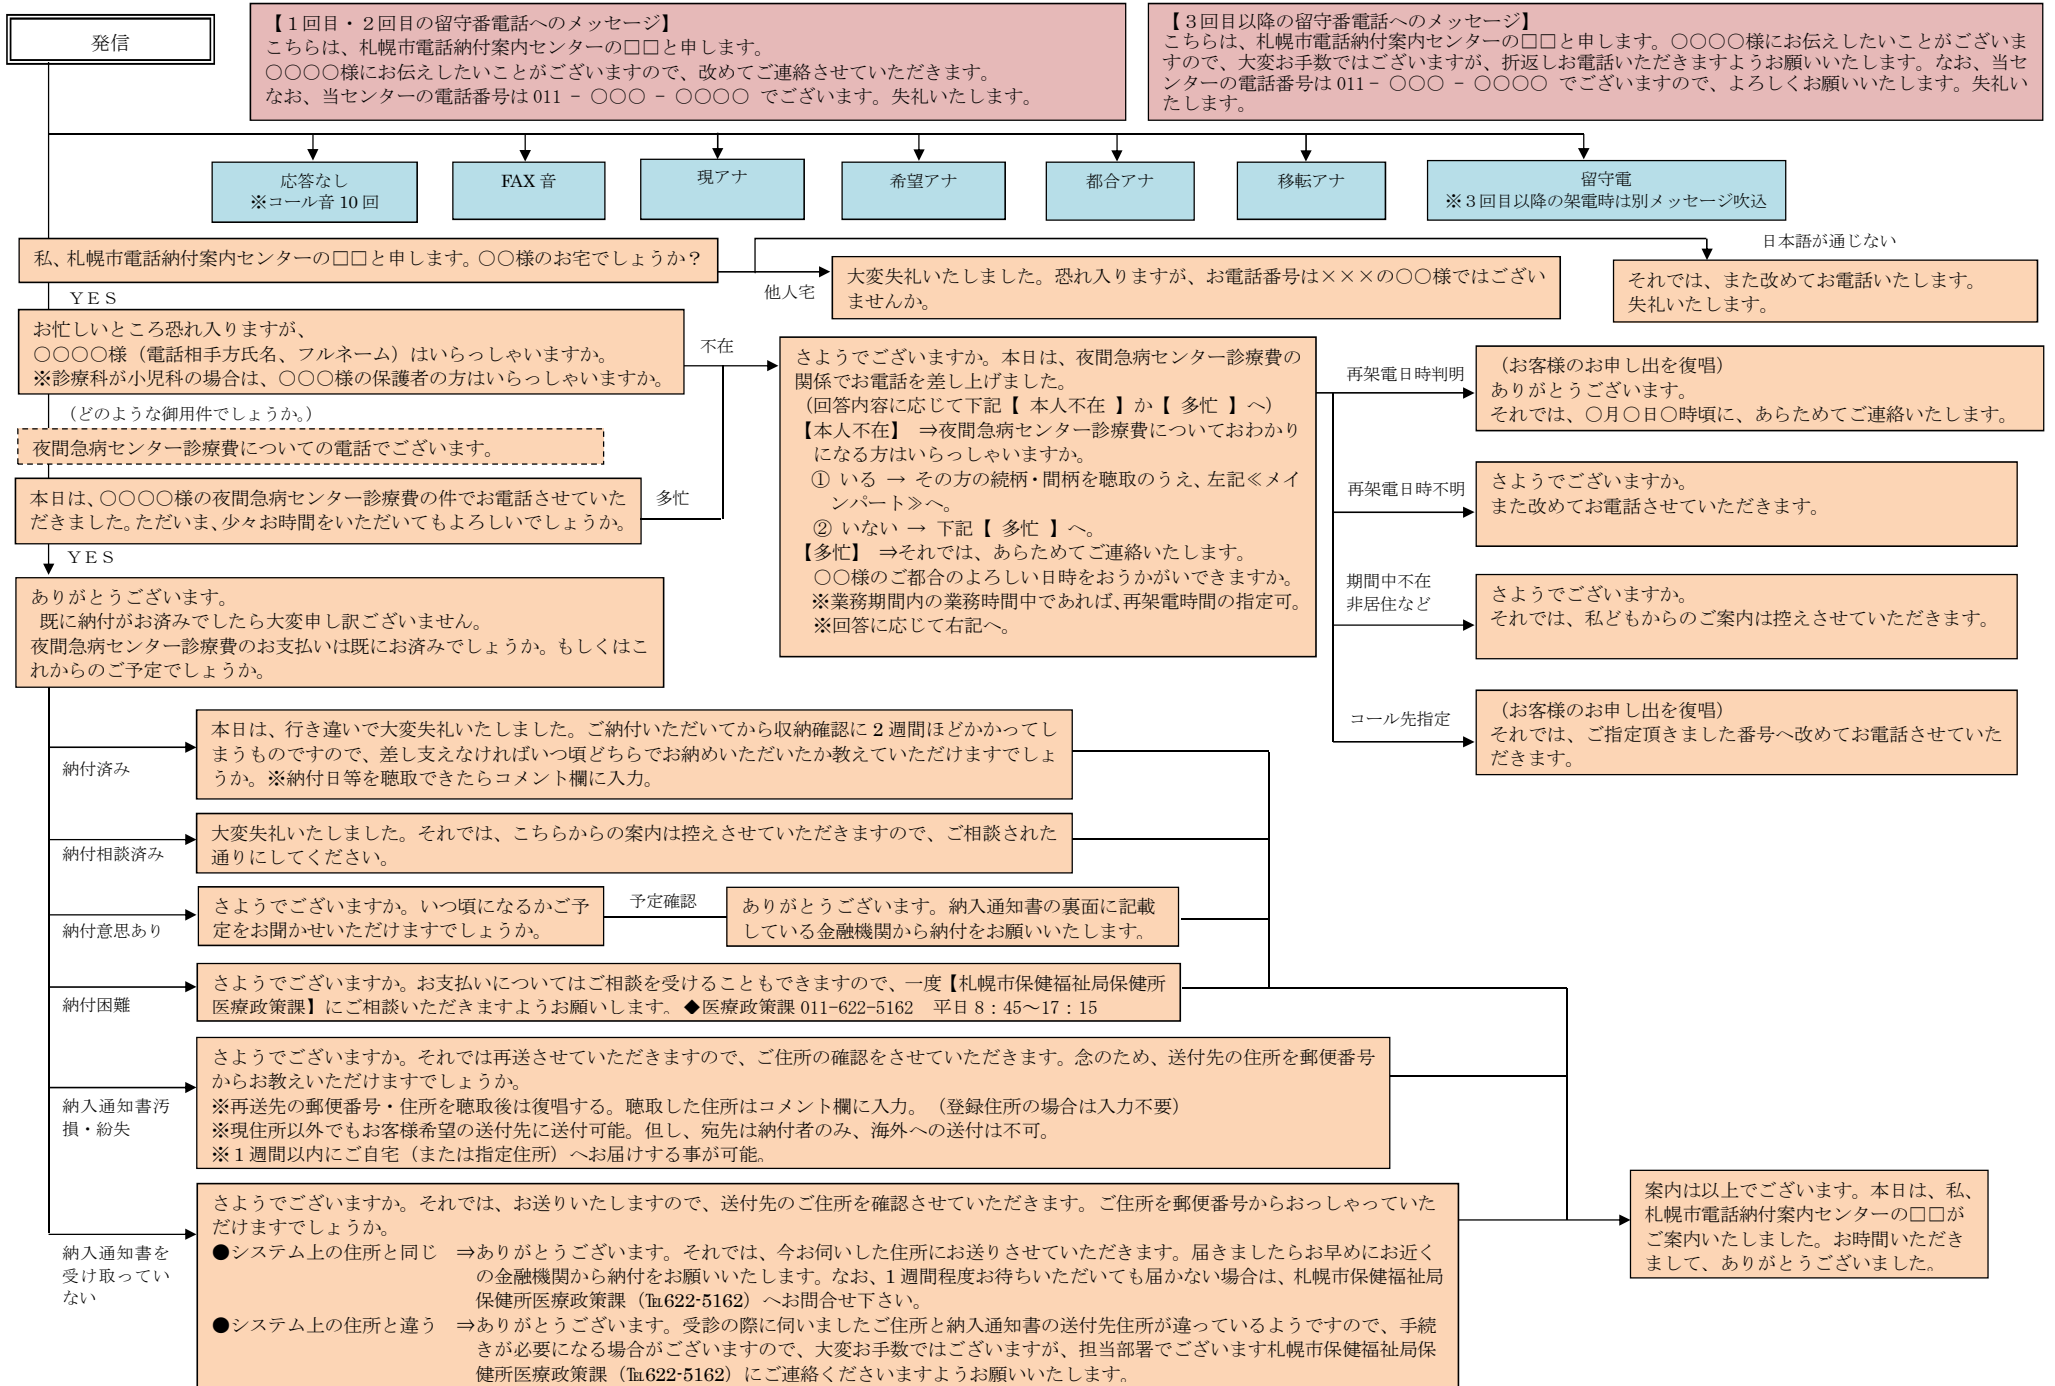 発信
【１回目・２回目の留守番電話へのメッセージ】
こちらは、札幌市電話納付案内センターの□□と申します。
○○○○様にお伝えしたいことがございますので、改めてご連絡させていただきます。
なお、当センターの電話番号は 011 － ○○○ － ○○○○ でございます。失礼いたします。
【３回目以降の留守番電話へのメッセージ】
こちらは、札幌市電話納付案内センターの□□と申します。○○○○様にお伝えしたいことがございま
すので、大変お手数ではございますが、折返しお電話いただきますようお願いいたします。なお、当セ
ンターの電話番号は 011－ ○○○ － ○○○○ でございますので、よろしくお願いいたします。失礼い
たします。
応答なし
※コール音 10 回
FAX 音
現アナ
希望アナ
都合アナ
移転アナ
留守電
※３回目以降の架電時は別メッセージ吹込
私、札幌市電話納付案内センターの□□と申します。○○様のお宅でしょうか？
他人宅
大変失礼いたしました。恐れ入りますが、お電話番号は×××の○○様ではござい
ませんか。
日本語が通じない
それでは、また改めてお電話いたします。
失礼いたします。
ＹＥＳ
お忙しいところ恐れ入りますが、
○○○○様（電話相手方氏名、フルネーム）はいらっしゃいますか。
※診療科が小児科の場合は、○○○様の保護者の方はいらっしゃいますか。
不在
（どのような御用件でしょうか。）
夜間急病センター診療費についての電話でございます。
本日は、○○○○様の夜間急病センター診療費の件でお電話させていた
だきました。ただいま、少々お時間をいただいてもよろしいでしょうか。
多忙
ＹＥＳ
さようでございますか。本日は、夜間急病センター診療費の
関係でお電話を差し上げました。
（回答内容に応じて下記【 本人不在 】か【 多忙 】へ）
【本人不在】 ⇒夜間急病センター診療費についておわかり
になる方はいらっしゃいますか。
① いる → その方の続柄・間柄を聴取のうえ、左記≪メイ
ンパート≫へ。
② いない → 下記【 多忙 】へ。
【多忙】 ⇒それでは、あらためてご連絡いたします。
○○様のご都合のよろしい日時をおうかがいできますか。
※業務期間内の業務時間中であれば、再架電時間の指定可。
※回答に応じて右記へ。
再架電日時判明
（お客様のお申し出を復唱）
ありがとうございます。
それでは、○月○日○時頃に、あらためてご連絡いたします。
再架電日時不明
さようでございますか。
また改めてお電話させていただきます。
期間中不在
非居住など
さようでございますか。
それでは、私どもからのご案内は控えさせていただきます。
コール先指定
（お客様のお申し出を復唱）
それでは、ご指定頂きました番号へ改めてお電話させていた
だきます。
ありがとうございます。
既に納付がお済みでしたら大変申し訳ございません。
夜間急病センター診療費のお支払いは既にお済みでしょうか。もしくはこ
れからのご予定でしょうか。
納付済み
本日は、行き違いで大変失礼いたしました。ご納付いただいてから収納確認に 2 週間ほどかかってし
まうものですので、差し支えなければいつ頃どちらでお納めいただいたか教えていただけますでしょ
うか。※納付日等を聴取できたらコメント欄に入力。
納付相談済み
大変失礼いたしました。それでは、こちらからの案内は控えさせていただきますので、ご相談された
通りにしてください。
納付意思あり
さようでございますか。いつ頃になるかご予
定をお聞かせいただけますでしょうか。
予定確認
ありがとうございます。納入通知書の裏面に記載
している金融機関から納付をお願いいたします。
納付困難
さようでございますか。お支払いについてはご相談を受けることもできますので、一度【札幌市保健福祉局保健所
医療政策課】にご相談いただきますようお願いします。◆医療政策課 011−622−5162　平日 8：45～17：15
納入通知書汚
損・紛失
さようでございますか。それでは再送させていただきますので、ご住所の確認をさせていただきます。念のため、送付先の住所を郵便番号
からお教えいただけますでしょうか。
※再送先の郵便番号・住所を聴取後は復唱する。聴取した住所はコメント欄に入力。（登録住所の場合は入力不要）
※現住所以外でもお客様希望の送付先に送付可能。但し、宛先は納付者のみ、海外への送付は不可。
※１週間以内にご自宅（または指定住所）へお届けする事が可能。
納入通知書を
受け取ってい
ない
さようでございますか。それでは、お送りいたしますので、送付先のご住所を確認させていただきます。ご住所を郵便番号からおっしゃっていた
だけますでしょうか。
●システム上の住所と同じ ⇒ありがとうございます。それでは、今お伺いした住所にお送りさせていただきます。届きましたらお早めにお近く
の金融機関から納付をお願いいたします。なお、1 週間程度お待ちいただいても届かない場合は、札幌市保健福祉局
保健所医療政策課（℡622-5162）へお問合せ下さい。
●システム上の住所と違う ⇒ありがとうございます。受診の際に伺いましたご住所と納入通知書の送付先住所が違っているようですので、手続
きが必要になる場合がございますので、大変お手数ではございますが、担当部署でございます札幌市保健福祉局保
健所医療政策課（℡622-5162）にご連絡くださいますようお願いいたします。
案内は以上でございます。本日は、私、
札幌市電話納付案内センターの□□が
ご案内いたしました。お時間いただき
まして、ありがとうございました。